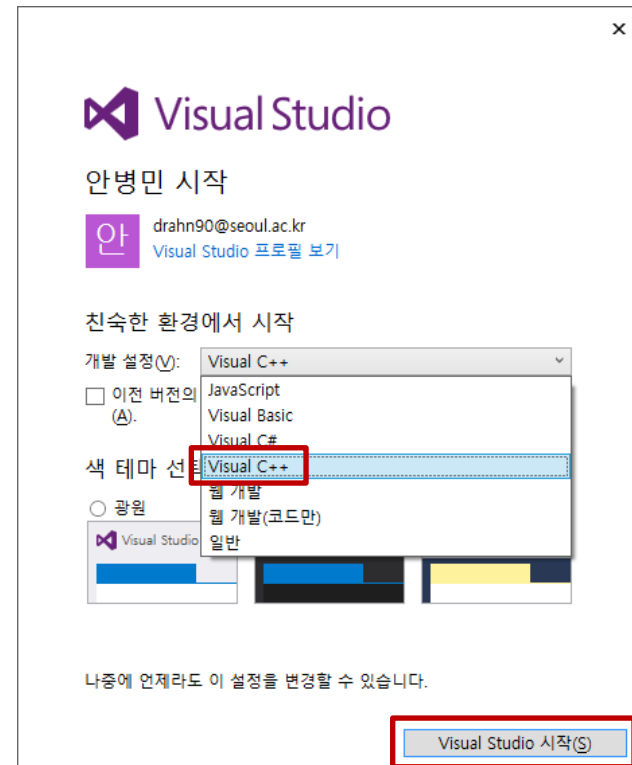 Visual Studio
안병민 시작
안
drahn90@seoul.ac.kr
Visual Studio 프로필 보기
친숙한 환경에서 시작
개발 설정(V):
Visual C++
이전 버전의
(A).
JavaScript
Visual Basic
Visual C#
Visual C++
웹 개발
웹 개발(코드만)
일반
색 테마 선
광원
Visual Studio
나중에 언제라도 이 설정을 변경할 수 있습니다.
Visual Studio 시작(S)